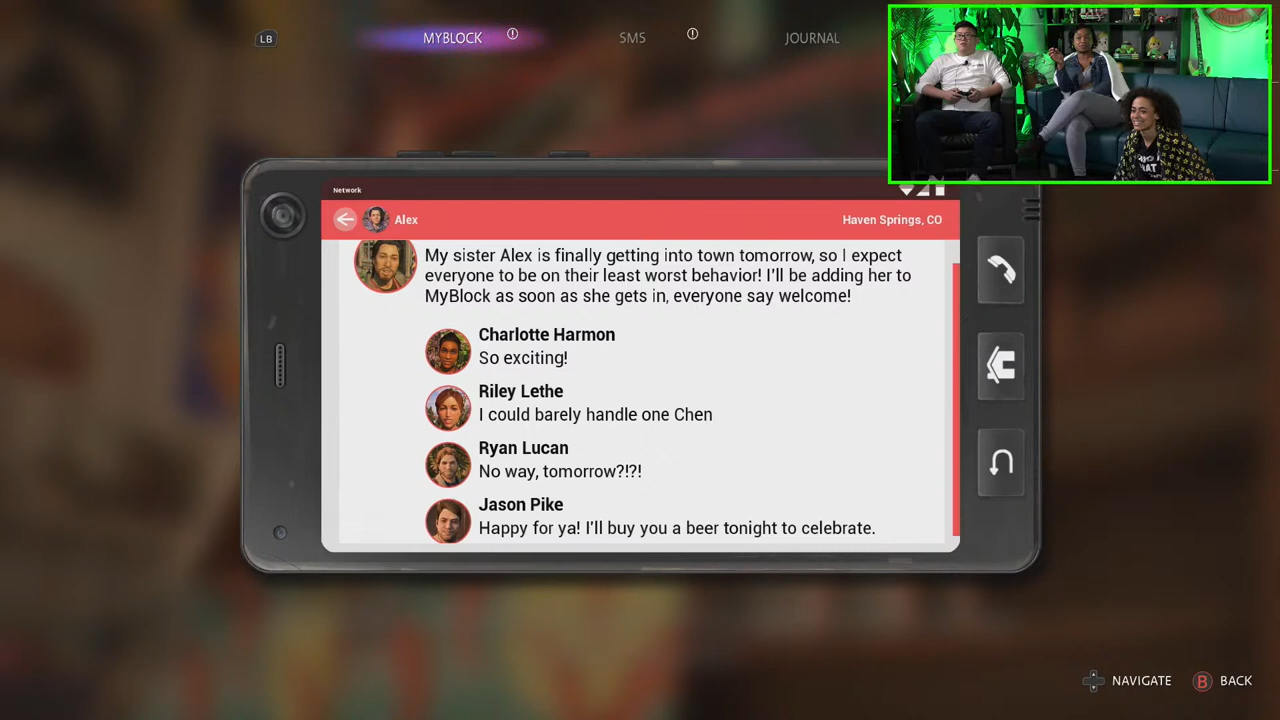 LB
MYBLOCK
SMS
JOURNAL
Network
Alex
Haven Springs, CO
My sister Alex is finally getting into town tomorrow, so I expect
everyone to be on their least worst behavior! I'll be adding her to
MyBlock as soon as she gets in, everyone say welcome!
Charlotte Harmon
So exciting!
Riley Lethe
I could barely handle one Chen
Ryan Lucan
No way, tomorrow?!?!
Jason Pike
Happy for ya! I'll buy you a beer tonight to celebrate.
NAVIGATE
B BACK